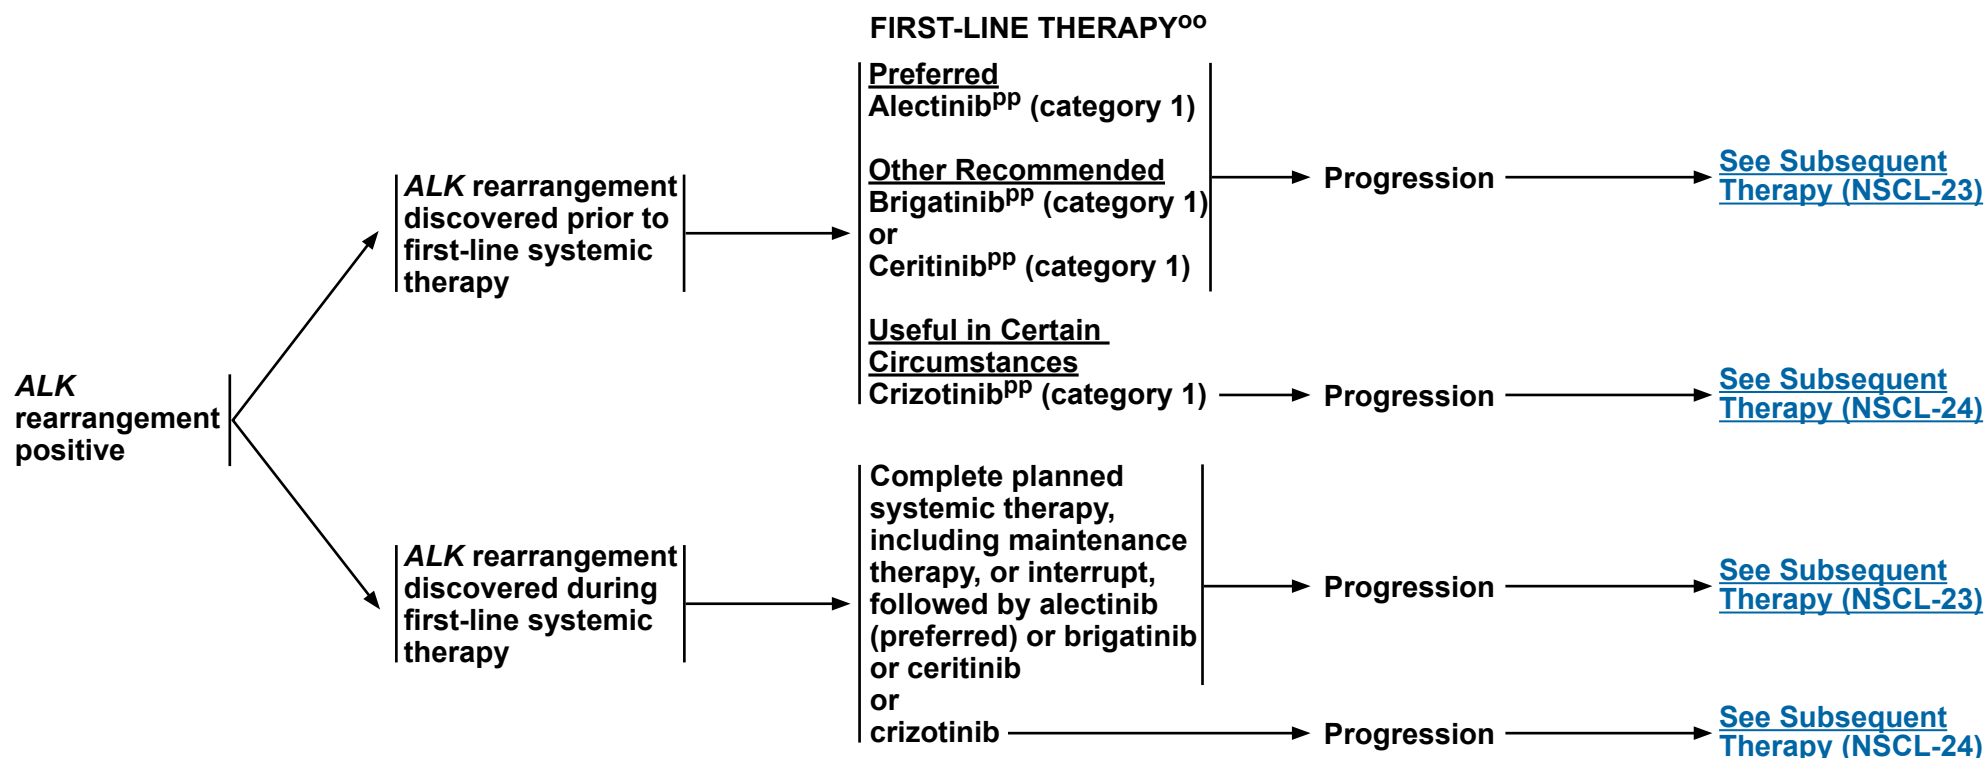 FIRST-LINE THERAPYoo
ALK
rearrangement
positive
ALK rearrangement
discovered prior to
first-line systemic
therapy
Preferred
Alectinibpp (category 1)
Other Recommended
Brigatinibpp (category 1)
or
Ceritinibpp (category 1)
Useful in Certain
Circumstances
Crizotinibpp (category 1)
Progression
See Subsequent
Therapy (NSCL-23)
Progression
See Subsequent
Therapy (NSCL-24)
ALK rearrangement
discovered during
first-line systemic
therapy
Complete planned
systemic therapy,
including maintenance
therapy, or interrupt,
followed by alectinib
(preferred) or brigatinib
or ceritinib
or
crizotinib
Progression
See Subsequent
Therapy (NSCL-23)
Progression
See Subsequent
Therapy (NSCL-24)